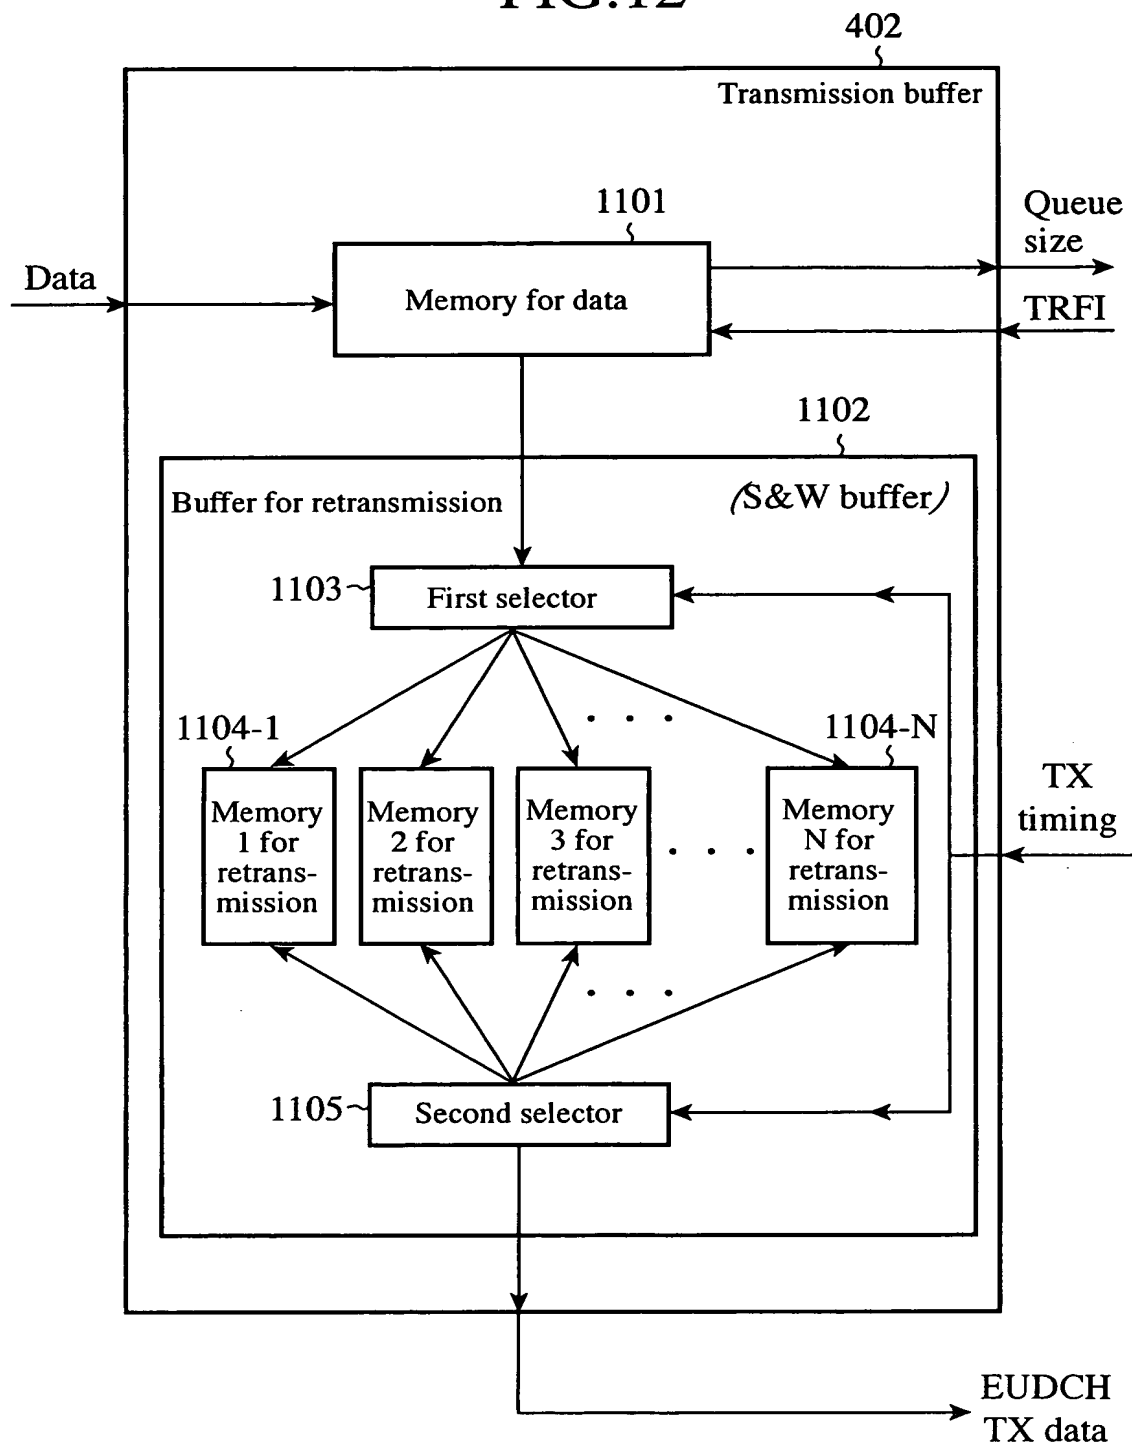 FIG.12
402
Transmission buffer
1101
Queue
size
Data
Memory for data
TRFI
1102
Buffer for retransmission
(S&W buffer)
1103
First selector
1104-1
1104-N
Memory
1 for
retrans-
mission
Memory
2 for
retrans-
mission
Memory
3 for
retrans-
mission
Memory
N for
retrans-
mission
TX
timing
1105
Second selector
EUDCH
TX data